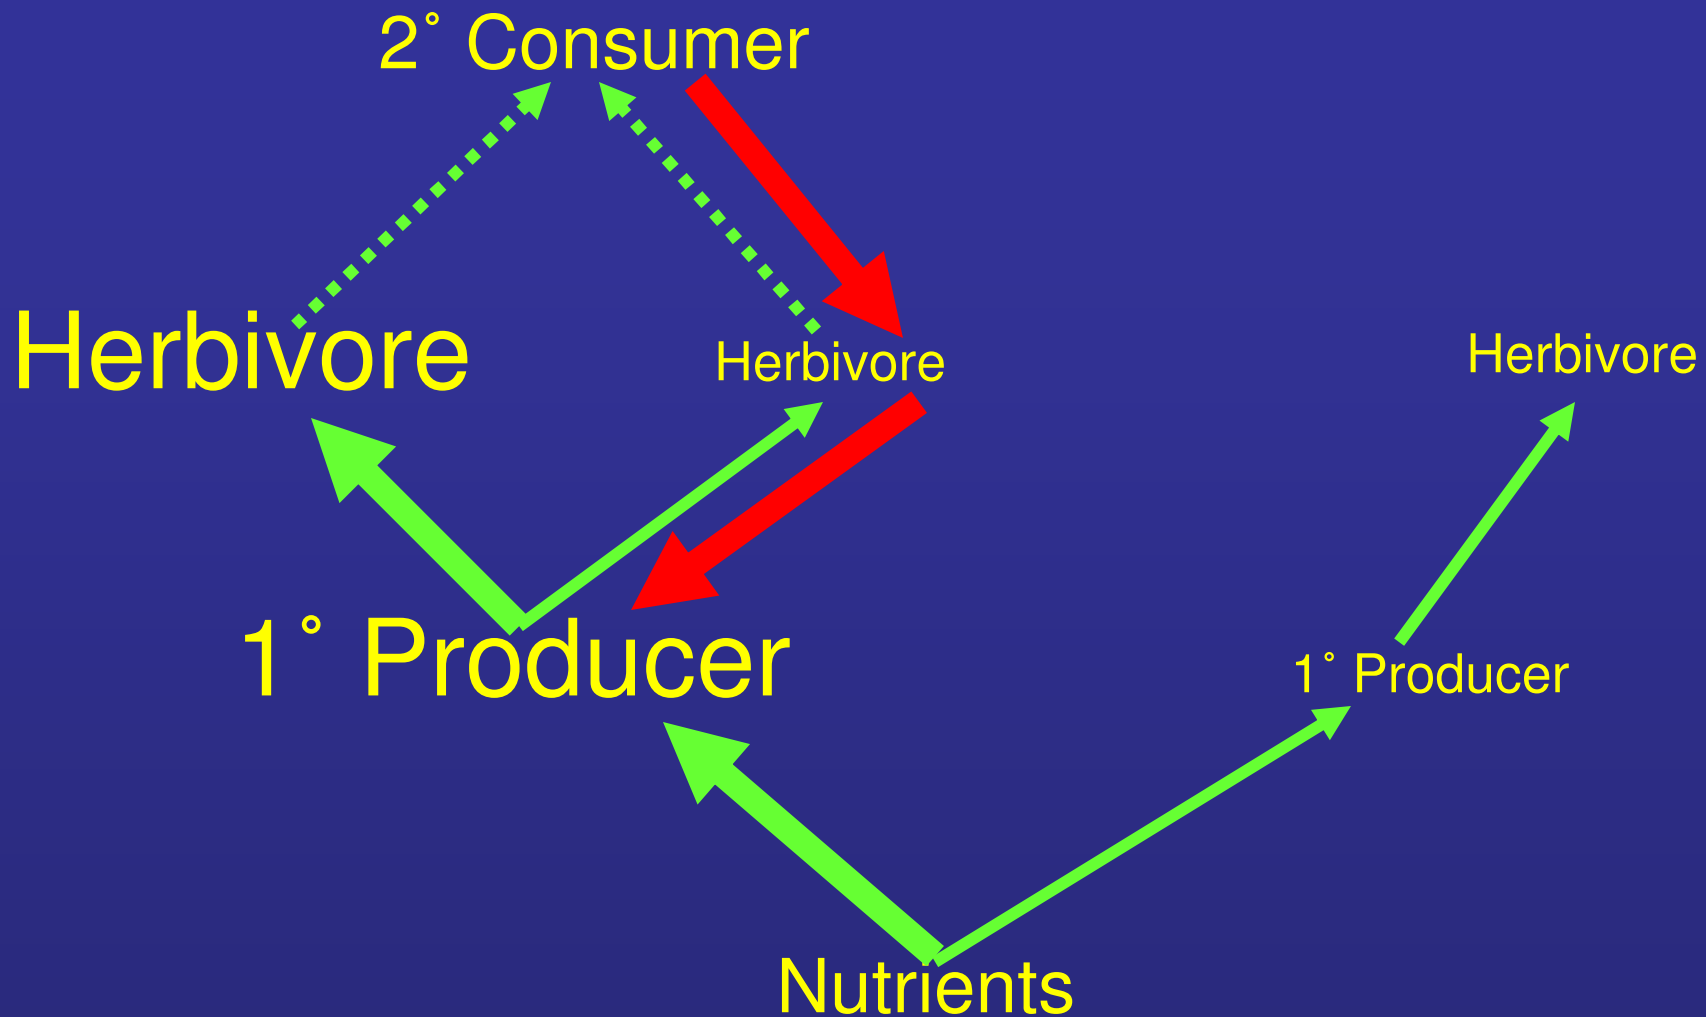 2˚ Consumer
Herbivore
Herbivore
Herbivore
1˚ Producer
1˚ Producer
Nutrients